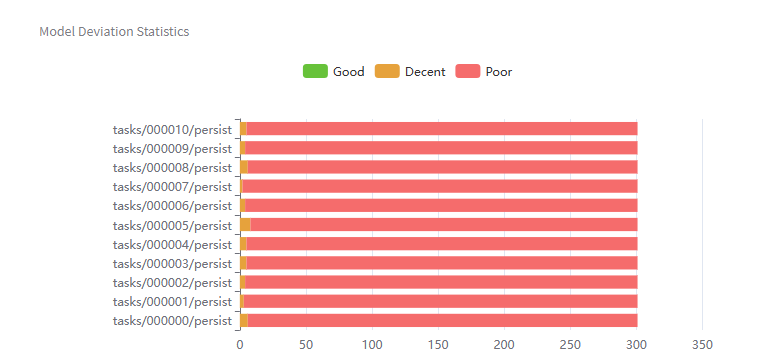 Model Deviation Statistics
Good Decent Poor
tasks/000010/persist
tasks/000009/persist
tasks/000008/persist
tasks/000007/persist
tasks/000006/persist
tasks/000005/persist
tasks/000004/persist
tasks/000003/persist
tasks/000002/persist
tasks/000001/persist
tasks/000000/persist
0 50 100 150 200 250 300 350